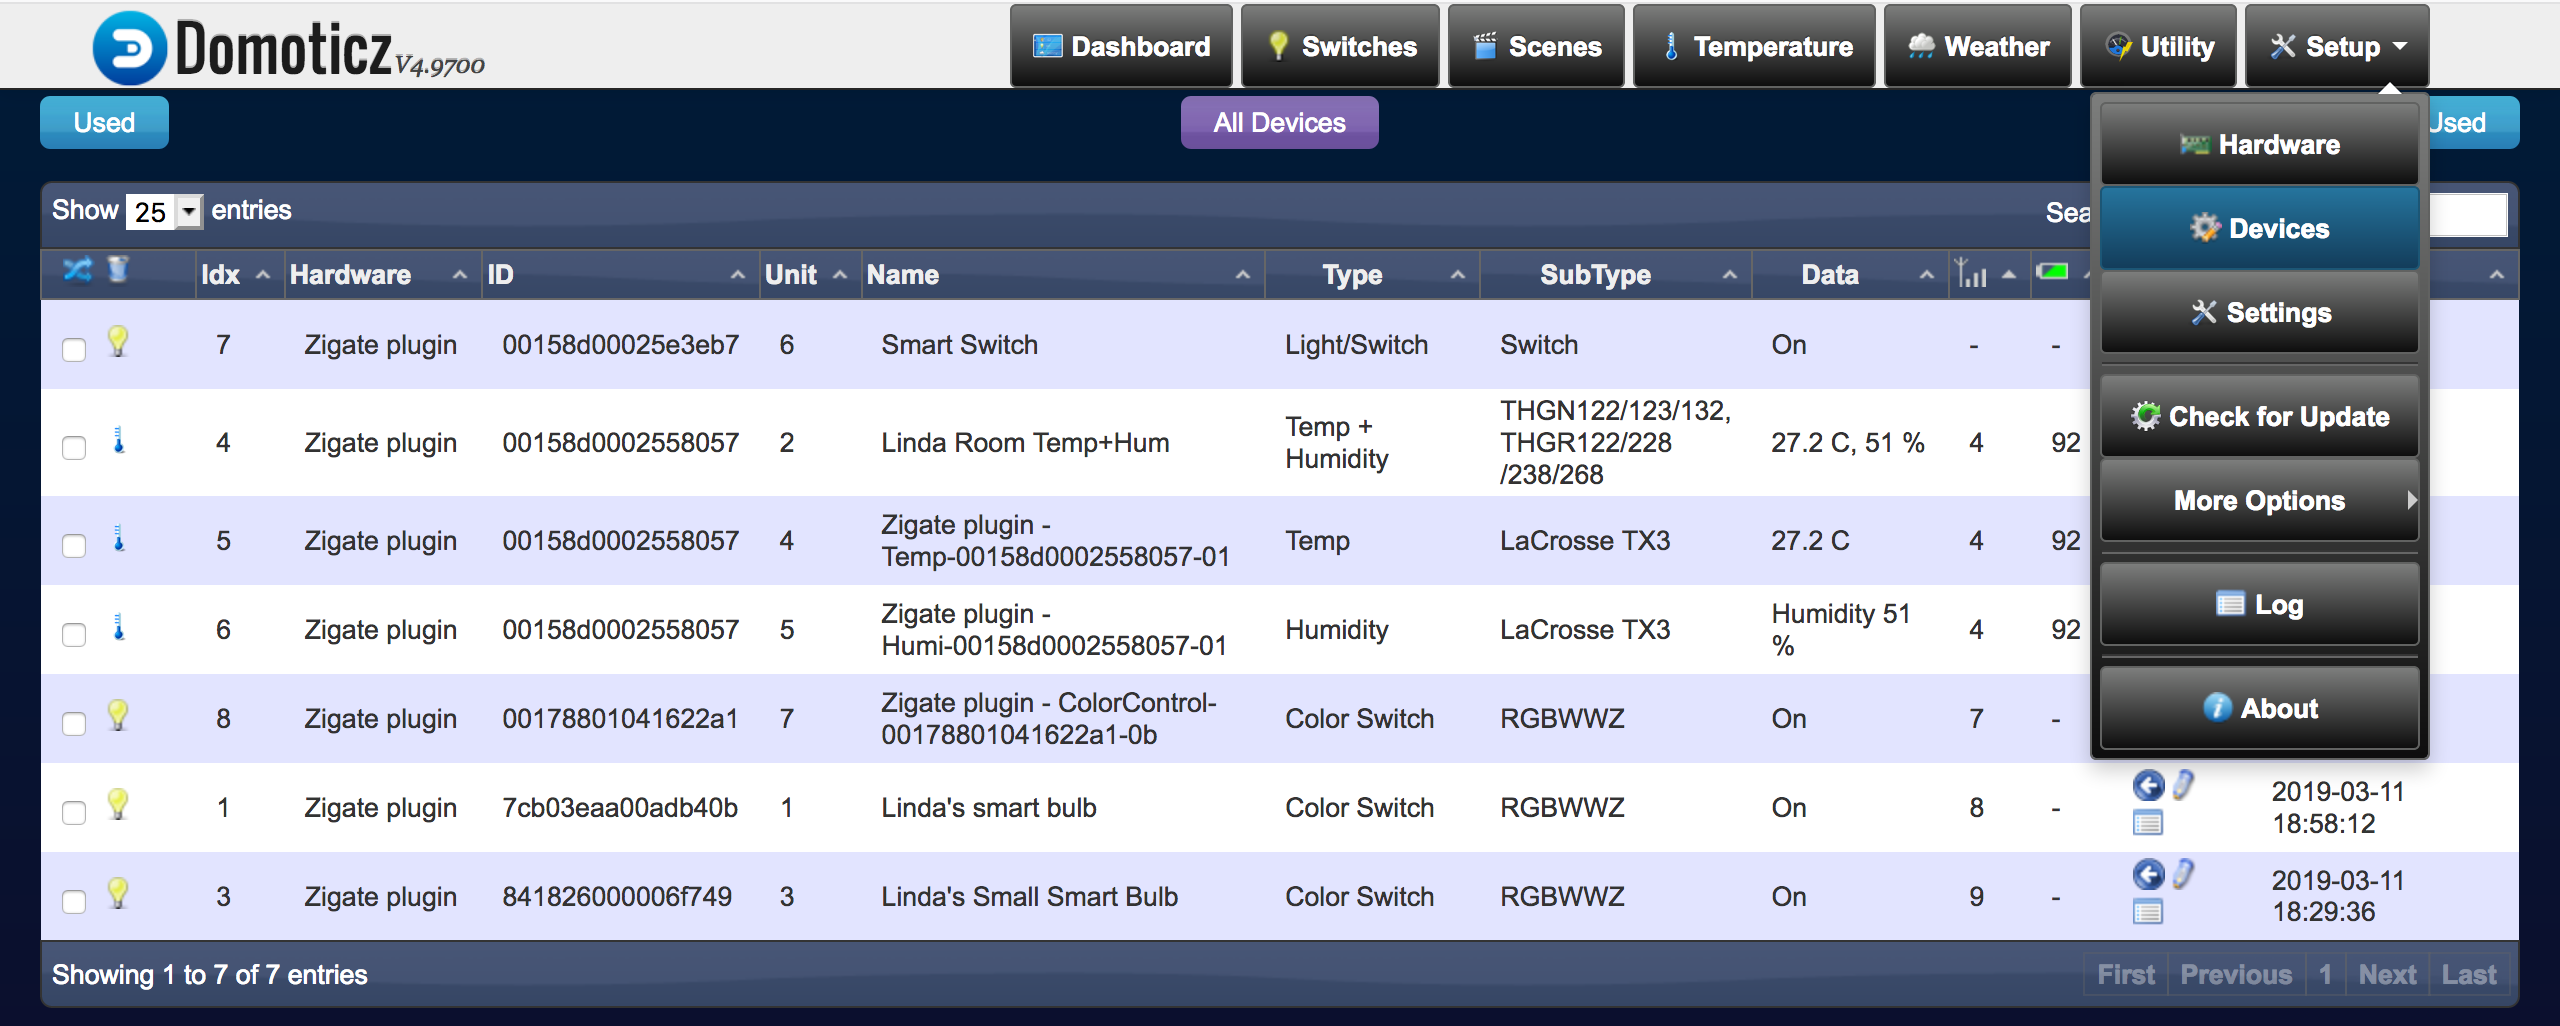 Domoticz V4.9700
Dashboard Switches Scenes Temperature Weather Utility Setup
Used All Devices Used
Hardware
Devices
Settings
Check for Update
More Options
Log
About
Show 25 entries
Idx Hardware ID Unit Name Type SubType Data
7 Zigate plugin 00158d00025e3eb7 6 Smart Switch Light/Switch Switch On - -
4 Zigate plugin 00158d0002558057 2 Linda Room Temp+Hum Temp + Humidity THGN122/123/132, THGR122/228 /238/268 27.2 C, 51 % 4 92
5 Zigate plugin 00158d0002558057 4 Zigate plugin - Temp-00158d0002558057-01 Temp LaCrosse TX3 27.2 C 4 92
6 Zigate plugin 00158d0002558057 5 Zigate plugin - Humi-00158d0002558057-01 Humidity LaCrosse TX3 Humidity 51 % 4 92
8 Zigate plugin 00178801041622a1 7 Zigate plugin - ColorControl-00178801041622a1-0b Color Switch RGBWWZ On 7 -
1 Zigate plugin 7cb03eaa00adb40b 1 Linda's smart bulb Color Switch RGBWWZ On 8 - 2019-03-11 18:58:12
3 Zigate plugin 841826000006f749 3 Linda's Small Smart Bulb Color Switch RGBWWZ On 9 - 2019-03-11 18:29:36
Showing 1 to 7 of 7 entries
First Previous 1 Next Last